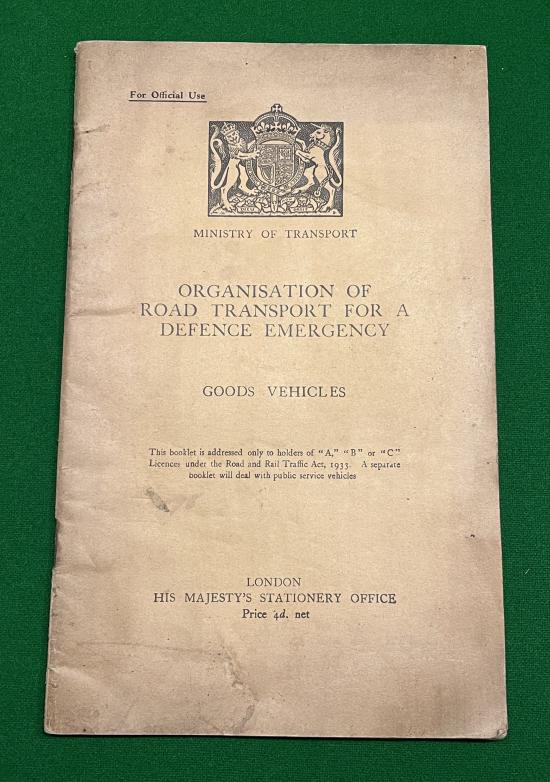 For Official Use
MINISTRY OF TRANSPORT
ORGANISATION OF
ROAD TRANSPORT FOR A
DEFENCE EMERGENCY
GOODS VEHICLES
This booklet is addressed only to holders of "A," "B" or "C"
Licences under the Road and Rail Traffic Act, 1933. A separate
booklet will deal with public service vehicles
LONDON
HIS MAJESTY'S STATIONERY OFFICE
Price 4d. net